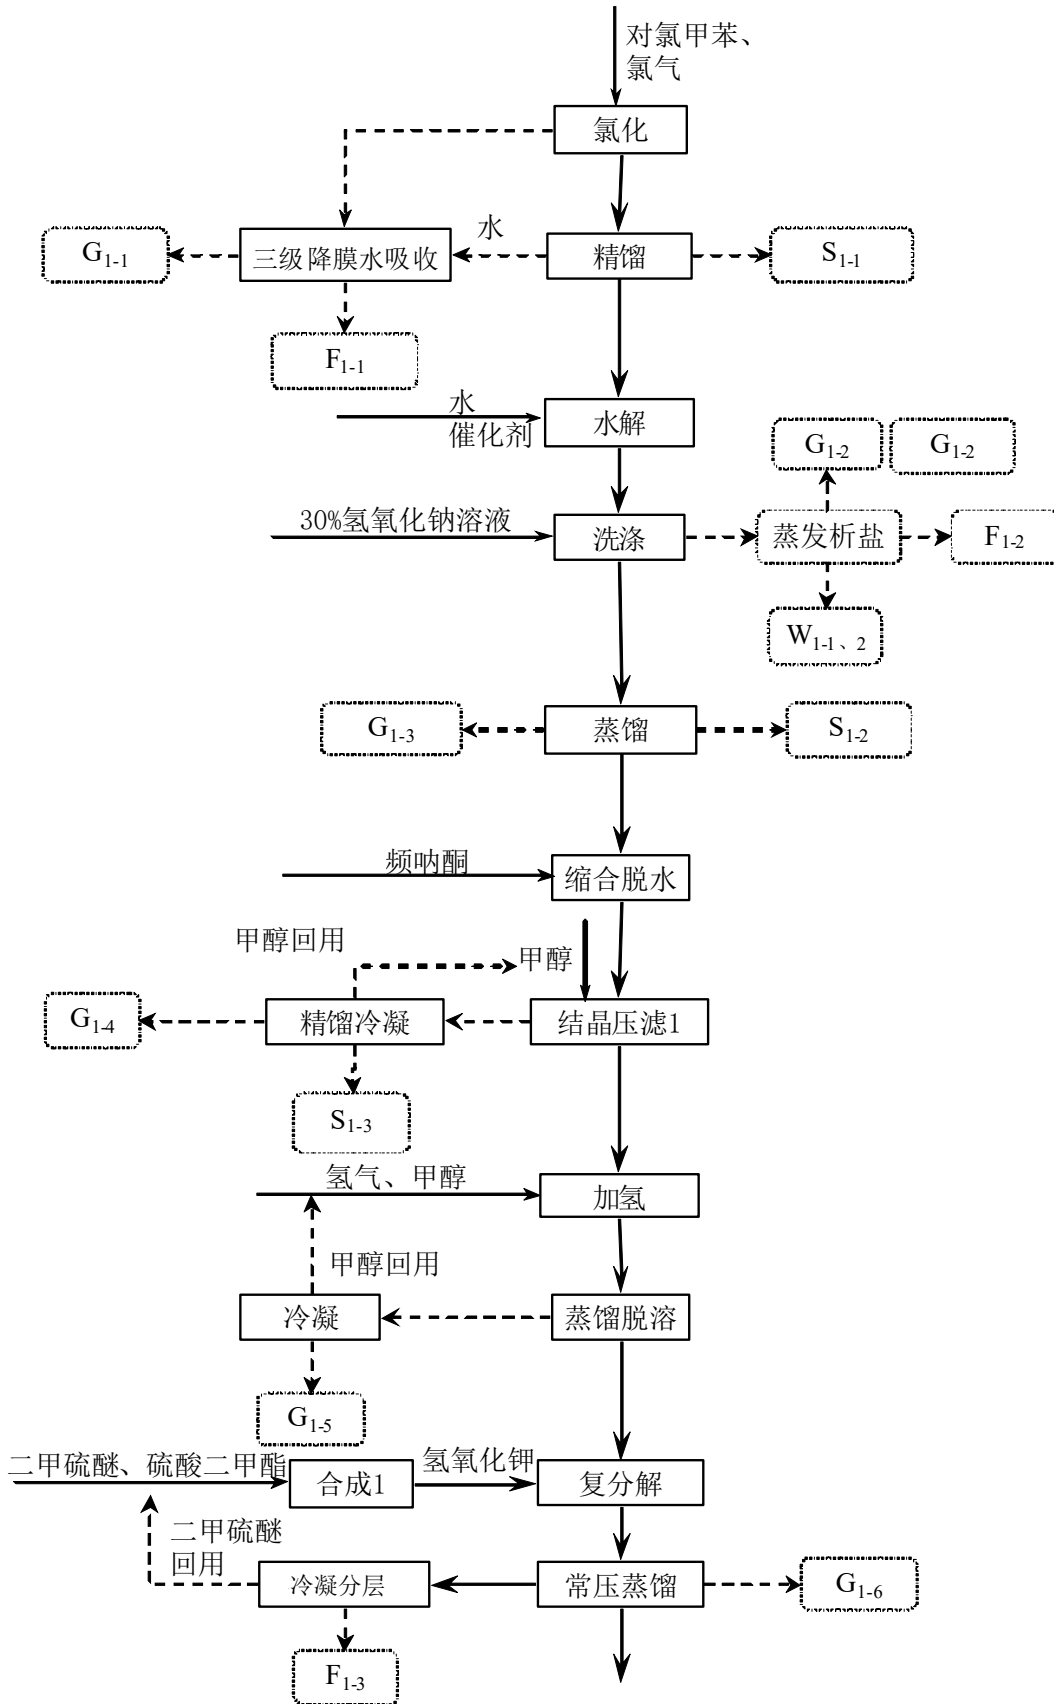 对氯甲苯、
氯气
氯化
G1-1
三级降膜水吸收
水
精馏
S1-1
F1-1
水
催化剂
水解
G1-2
G1-2
30%氢氧化钠溶液
洗涤
蒸发析盐
F1-2
W1-1、2
G1-3
蒸馏
S1-2
频呐酮
缩合脱水
甲醇回用
甲醇
G1-4
精馏冷凝
结晶压滤1
S1-3
氢气、甲醇
加氢
甲醇回用
冷凝
蒸馏脱溶
G1-5
二甲硫醚、硫酸二甲酯
合成1
氢氧化钾
复分解
二甲硫醚
回用
冷凝分层
常压蒸馏
G1-6
F1-3